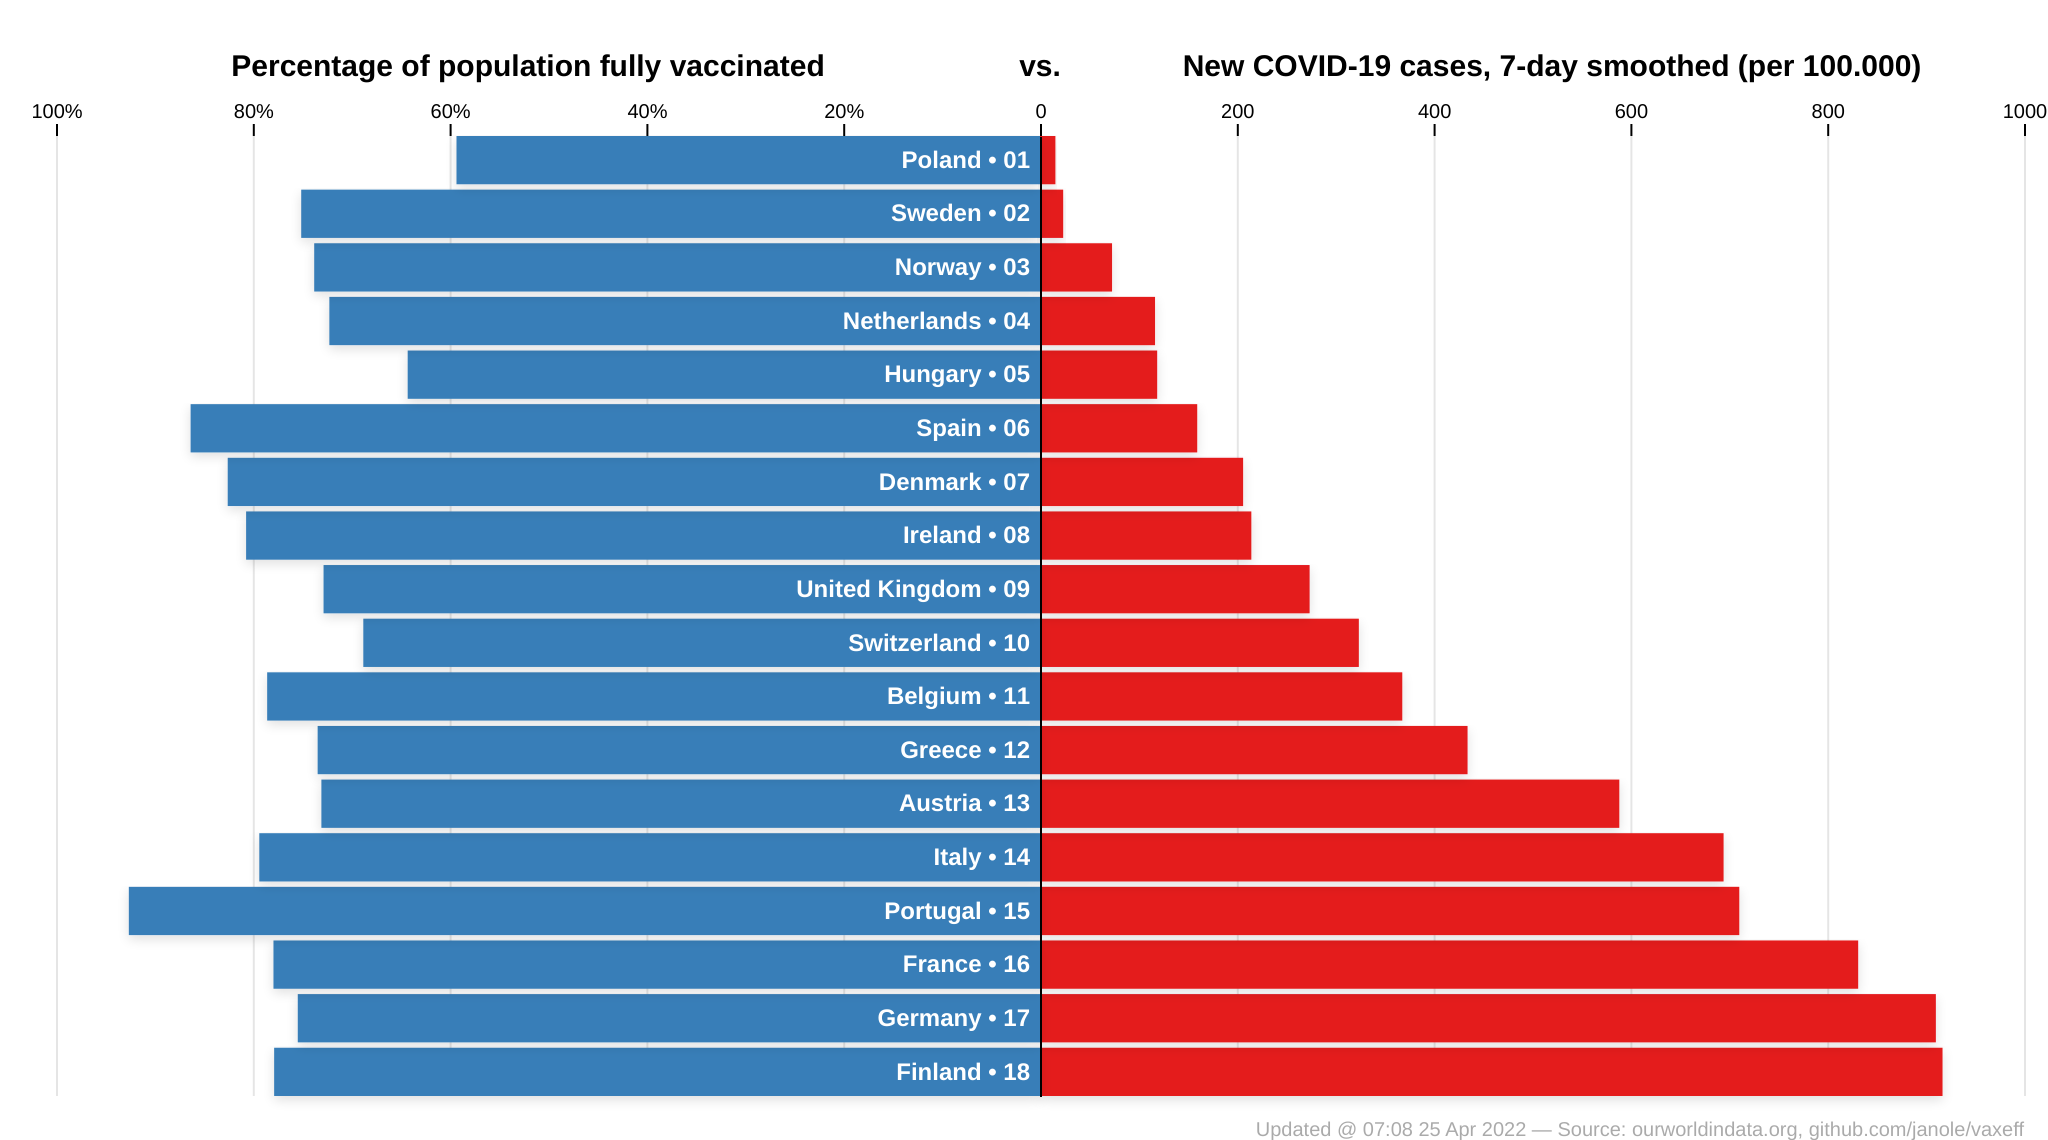 Percentage of population fully vaccinated vs. New COVID-19 cases, 7-day smoothed (per 100.000)
100% 80% 60% 40% 20% 0 200 400 600 800 1000
Poland • 01
Sweden • 02
Norway • 03
Netherlands • 04
Hungary • 05
Spain • 06
Denmark • 07
Ireland • 08
United Kingdom • 09
Switzerland • 10
Belgium • 11
Greece • 12
Austria • 13
Italy • 14
Portugal • 15
France • 16
Germany • 17
Finland • 18
Updated @ 07:08 25 Apr 2022 — Source: ourworldindata.org, github.com/janole/vaxeff